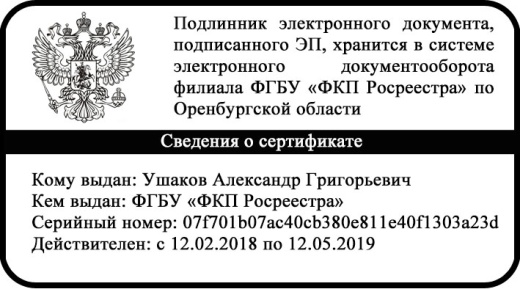 Подлинник электронного документа,
подписанного ЭП, хранится в системе
электронного документооборота
филиала ФГБУ «ФКП Росреестра» по
Оренбургской области
Сведения о сертификате
Кому выдан: Ушаков Александр Григорьевич
Кем выдан: ФГБУ «ФКП Росреестра»
Серийный номер: 07f701b07ac40cb380e811e40f1303a23d
Действителен: с 12.02.2018 по 12.05.2019